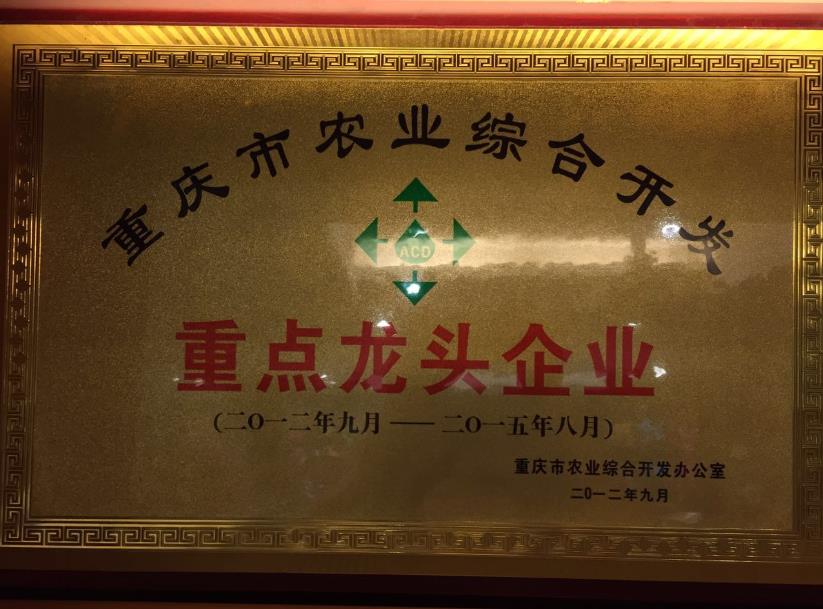 重庆市农业综合开发
ACD
重点龙头企业
(二O一二年九月——二O一五年八月)
重庆市农业综合开发办公室
二O一二年九月